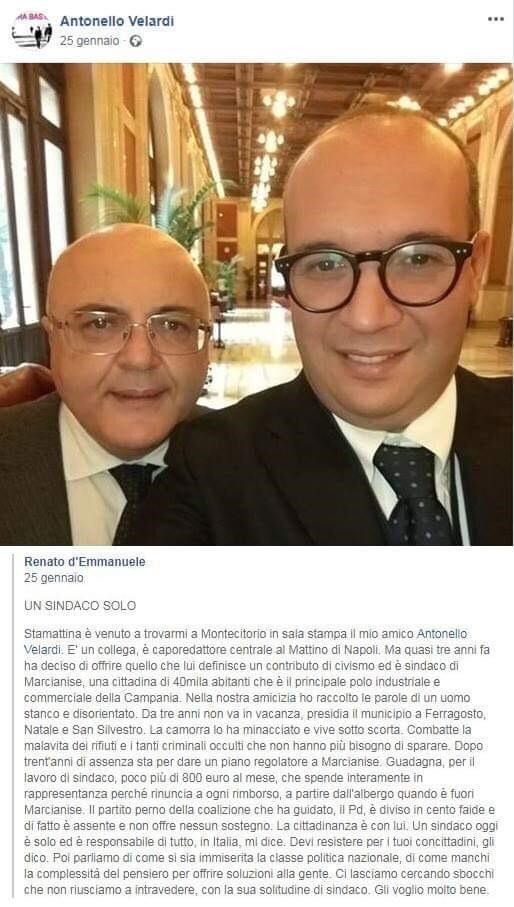 HA BAS
Antonello Velardi
25 gennaio ·
Renato d'Emmanuele
25 gennaio
UN SINDACO SOLO
Stamattina è venuto a trovarmi a Montecitorio in sala stampa il mio amico Antonello
Velardi. E' un collega, è caporedattore centrale al Mattino di Napoli. Ma quasi tre anni fa
ha deciso di offrire quello che lui definisce un contributo di civismo ed è sindaco di
Marcianise, una cittadina di 40mila abitanti che è il principale polo industriale e
commerciale della Campania. Nella nostra amicizia ho raccolto le parole di un uomo
stanco e disorientato. Da tre anni non va in vacanza, presidia il municipio a Ferragosto,
Natale e San Silvestro. La camorra lo ha minacciato e vive sotto scorta. Combatte la
malavita dei rifiuti e i tanti criminali occulti che non hanno più bisogno di sparare. Dopo
trent'anni di assenza sta per dare un piano regolatore a Marcianise. Guadagna, per il
lavoro di sindaco, poco più di 800 euro al mese, che spende interamente in
rappresentanza perché rinuncia a ogni rimborso, a partire dall'albergo quando è fuori
Marcianise. Il partito perno della coalizione che ha guidato, il Pd, è diviso in cento faide e
di fatto è assente e non offre nessun sostegno. La cittadinanza è con lui. Un sindaco oggi
è solo ed è responsabile di tutto, in Italia, mi dice. Devi resistere per i tuoi concittadini, gli
dico. Poi parliamo di come si sia immiserita la classe politica nazionale, di come manchi
la complessità del pensiero per offrire soluzioni alla gente. Ci lasciamo cercando sbocchi
che non riusciamo a intravedere, con la sua solitudine di sindaco. Gli voglio molto bene.